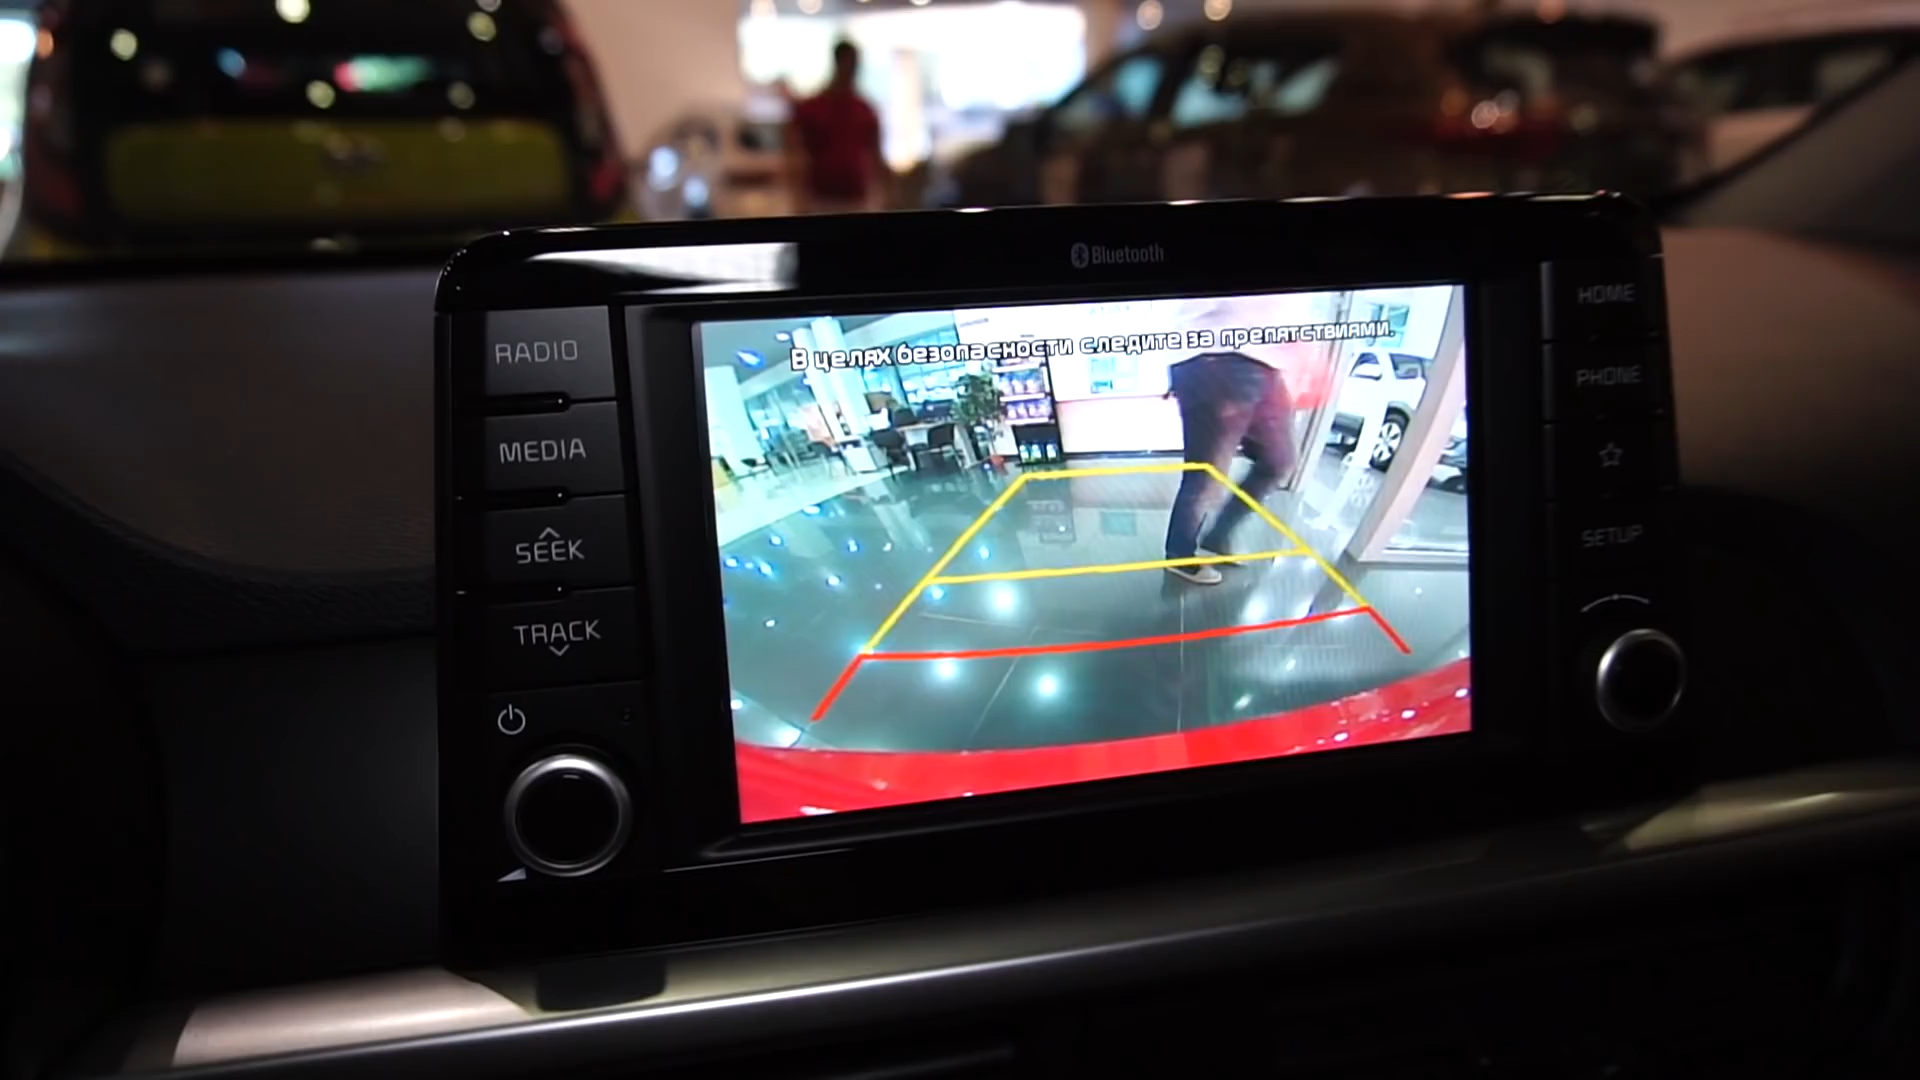 Bluetooth
RADIO
MEDIA
SEEK
TRACK
В целях безопасности следите за препятствиями.
HOME
PHONE
SETUP